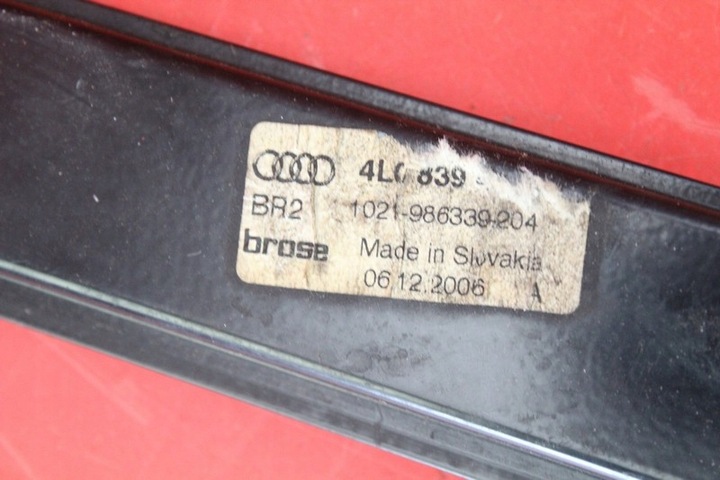 4L0 839
BR2 1021-986339-204
brose Made in Slovakia
06.12.2006 A